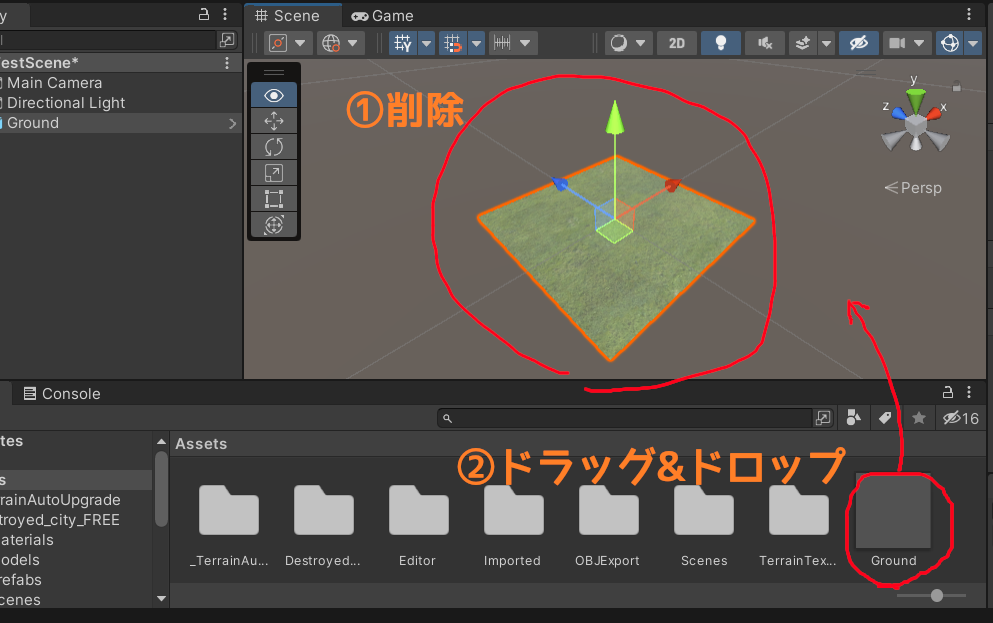 y
Scene
Game
2D
estScene*
Main Camera
Directional Light
Ground
①削除
y
z
x
Persp
Console
16
tes
Assets
②ドラッグ&ドロップ
s
rrainAutoUpgrade
troyed_city_FREE
aterials
odels
refabs
cenes
_TerrainAu...
Destroyed...
Editor
Imported
OBJExport
Scenes
TerrainTex...
Ground